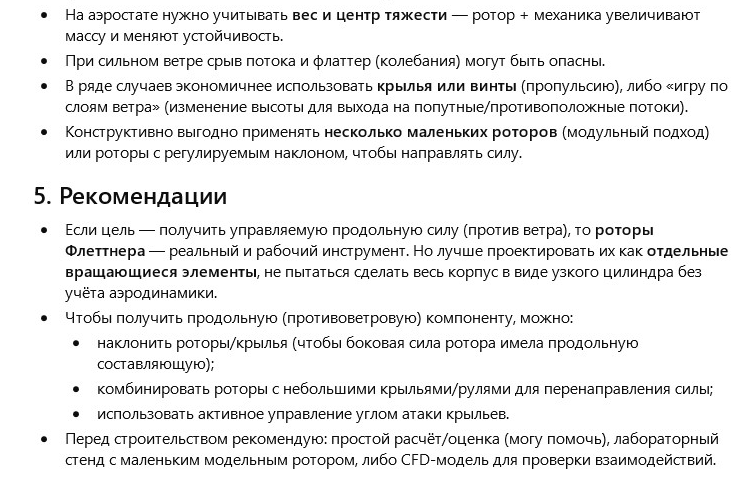 • На аэростате нужно учитывать вес и центр тяжести — ротор + механика увеличивают
массу и меняют устойчивость.
• При сильном ветре срыв потока и флаттер (колебания) могут быть опасны.
• В ряде случаев экономичнее использовать крылья или винты (пропульсию), либо «игру по
слоям ветра» (изменение высоты для выхода на попутные/противоположные потоки).
• Конструктивно выгодно применять несколько маленьких роторов (модульный подход)
или роторы с регулируемым наклоном, чтобы направлять силу.
5. Рекомендации
• Если цель — получить управляемую продольную силу (против ветра), то роторы
Флеттнера — реальный и рабочий инструмент. Но лучше проектировать их как отдельные
вращающиеся элементы, не пытаться сделать весь корпус в виде узкого цилиндра без
учёта аэродинамики.
• Чтобы получить продольную (противоветровую) компоненту, можно:
• наклонить роторы/крылья (чтобы боковая сила ротора имела продольную
составляющую);
• комбинировать роторы с небольшими крыльями/рулями для перенаправления силы;
• использовать активное управление углом атаки крыльев.
• Перед строительством рекомендую: простой расчёт/оценка (могу помочь), лабораторный
стенд с маленьким модельным ротором, либо CFD-модель для проверки взаимодействий.